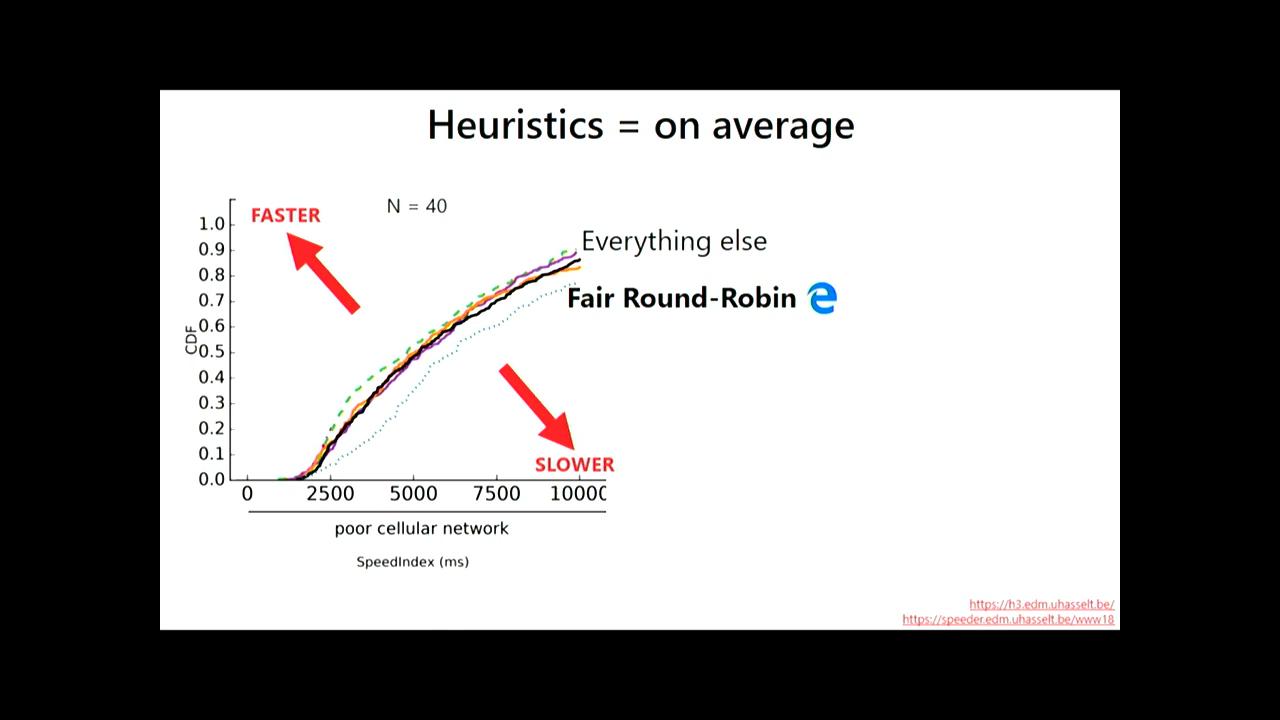 Heuristics = on average
N = 40
FASTER
Everything else
Fair Round-Robin
SLOWER
CDF
1.0
0.9
0.8
0.7
0.6
0.5
0.4
0.3
0.2
0.1
0.0
0 2500 5000 7500 10000
poor cellular network
SpeedIndex (ms)
https://h3.edm.uhasselt.be/
https://speeder.edm.uhasselt.be/www18